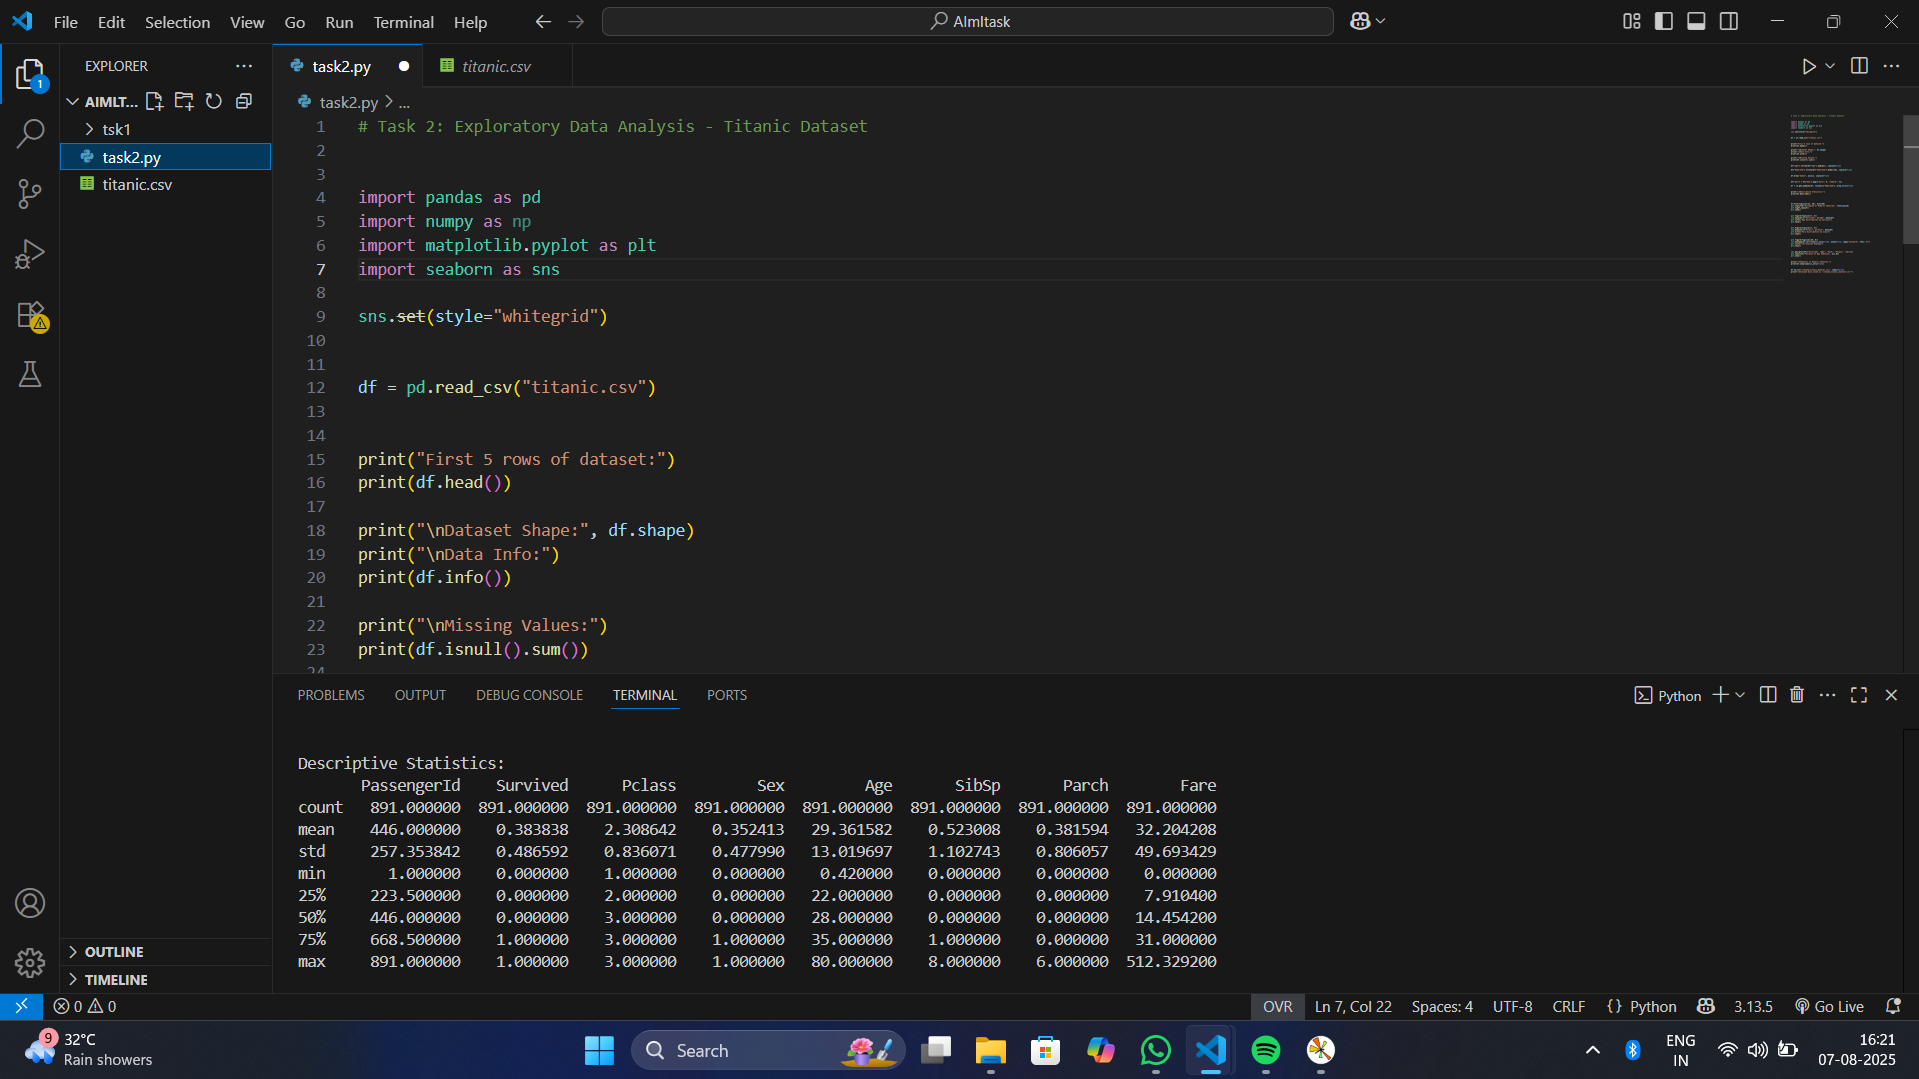 File Edit Selection View Go Run Terminal Help
AImltask
EXPLORER
AIMLT...
tsk1
task2.py
titanic.csv
OUTLINE
TIMELINE
task2.py
titanic.csv
task2.py > ...
1 # Task 2: Exploratory Data Analysis - Titanic Dataset
2
3
4 import pandas as pd
5 import numpy as np
6 import matplotlib.pyplot as plt
7 import seaborn as sns
8
9 sns.set(style="whitegrid")
10
11
12 df = pd.read_csv("titanic.csv")
13
14
15 print("First 5 rows of dataset:")
16 print(df.head())
17
18 print("\nDataset Shape:", df.shape)
19 print("\nData Info:")
20 print(df.info())
21
22 print("\nMissing Values:")
23 print(df.isnull().sum())
24
PROBLEMS OUTPUT DEBUG CONSOLE TERMINAL PORTS
Python
Descriptive Statistics:
PassengerId Survived Pclass Sex Age SibSp Parch Fare
count 891.000000 891.000000 891.000000 891.000000 891.000000 891.000000 891.000000 891.000000
mean 446.000000 0.383838 2.308642 0.352413 29.361582 0.523008 0.381594 32.204208
std 257.353842 0.486592 0.836071 0.477990 13.019697 1.102743 0.806057 49.693429
min 1.000000 0.000000 1.000000 0.000000 0.420000 0.000000 0.000000 0.000000
25% 223.500000 0.000000 2.000000 0.000000 22.000000 0.000000 0.000000 7.910400
50% 446.000000 0.000000 3.000000 0.000000 28.000000 0.000000 0.000000 14.454200
75% 668.500000 1.000000 3.000000 1.000000 35.000000 1.000000 0.000000 31.000000
max 891.000000 1.000000 3.000000 1.000000 80.000000 8.000000 6.000000 512.329200
0 0
OVR Ln 7, Col 22 Spaces: 4 UTF-8 CRLF {} Python 3.13.5 Go Live
1
9
32°C
Rain showers
Search
ENG
IN
16:21
07-08-2025